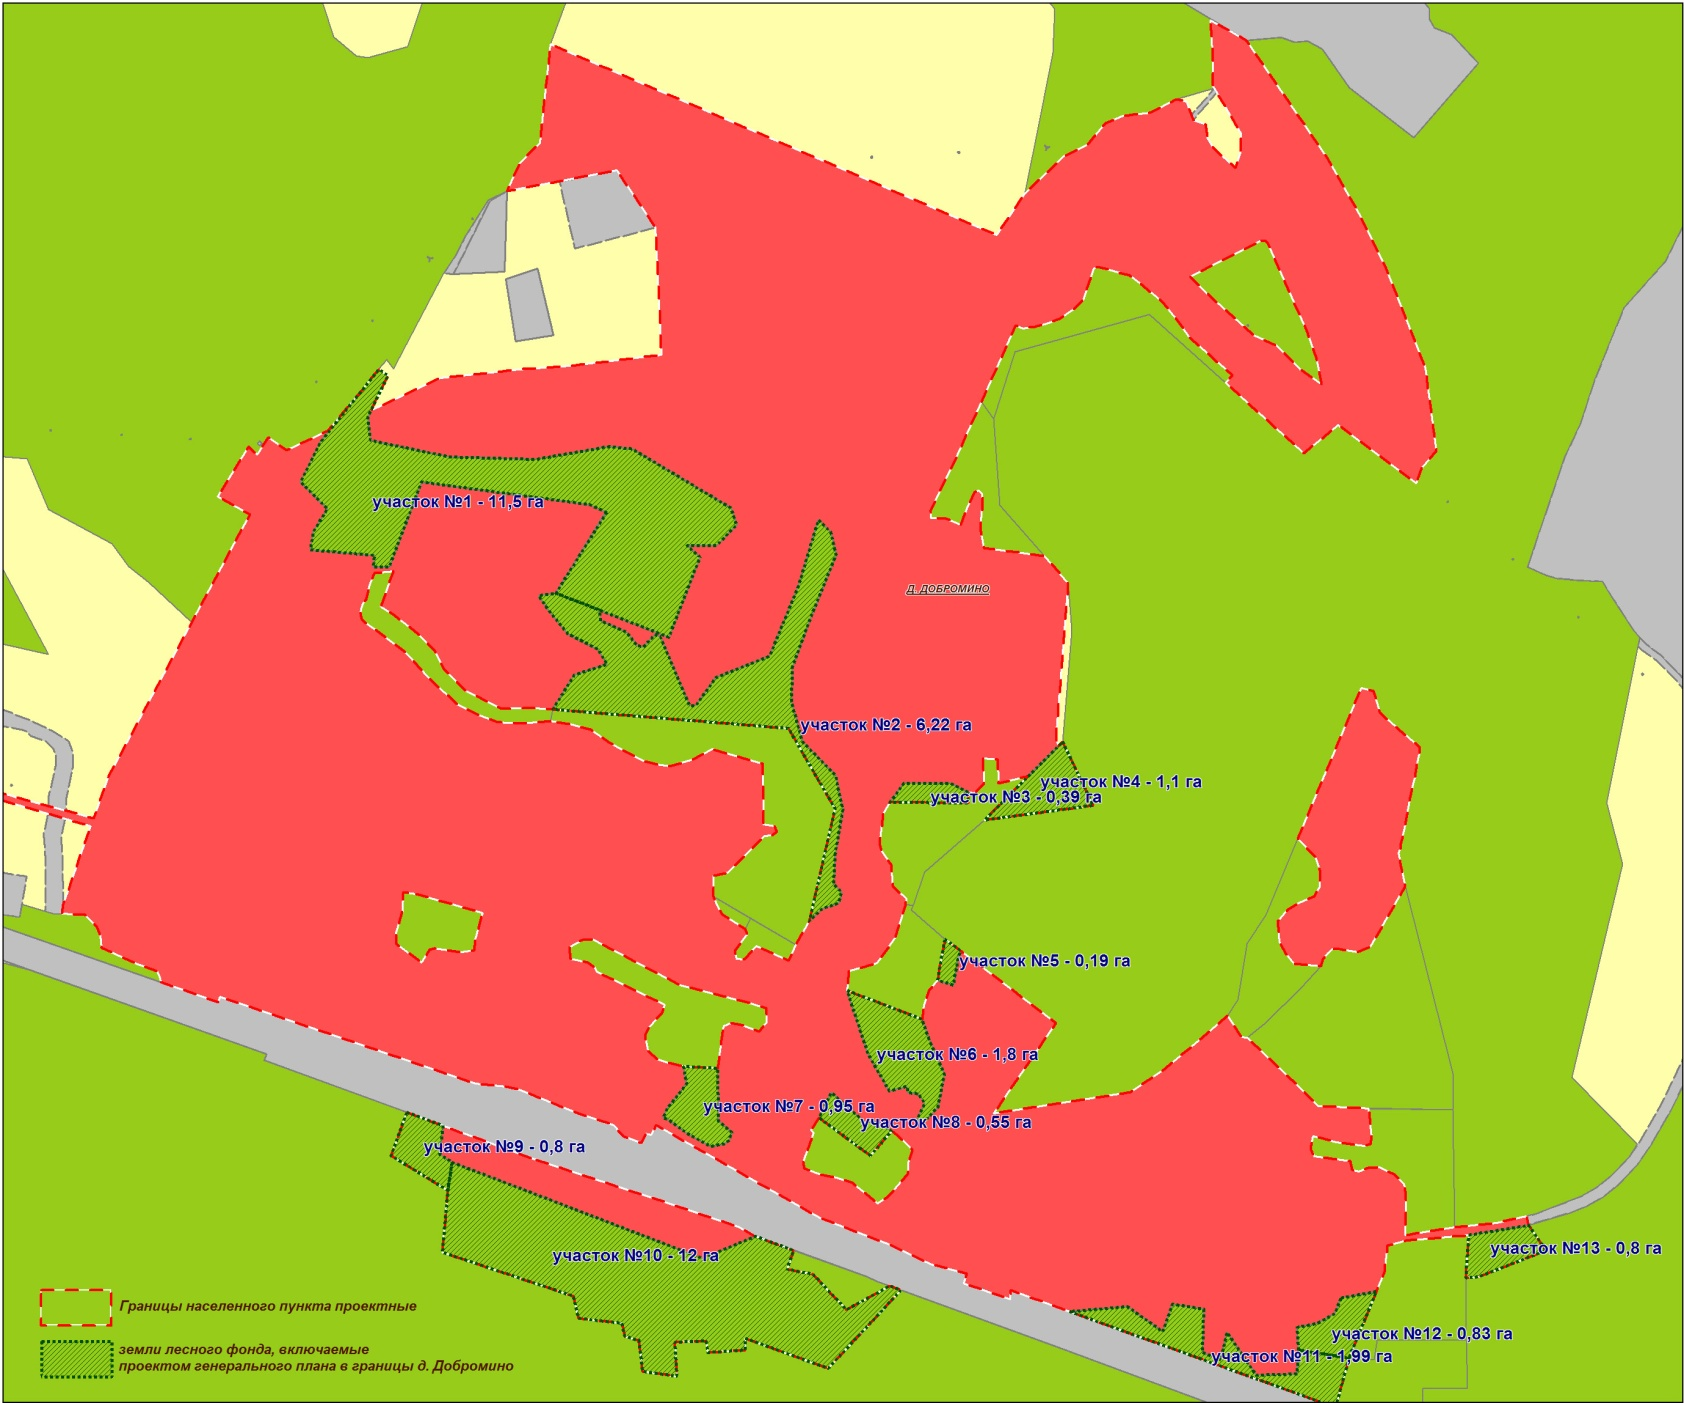 участок №1 - 11,5 га
д. ДОБРОМИНО
участок №2 - 6,22 га
участок №4 - 1,1 га
участок №3 - 0,39 га
участок №5 - 0,19 га
участок №6 - 1,8 га
участок №7 - 0,95 га
участок №8 - 0,55 га
участок №9 - 0,8 га
участок №10 - 12 га
участок №13 - 0,8 га
участок №12 - 0,83 га
участок №11 - 1,99 га
Границы населенного пункта проектные
земли лесного фонда, включаемые
проектом генерального плана в границы д. Добромино